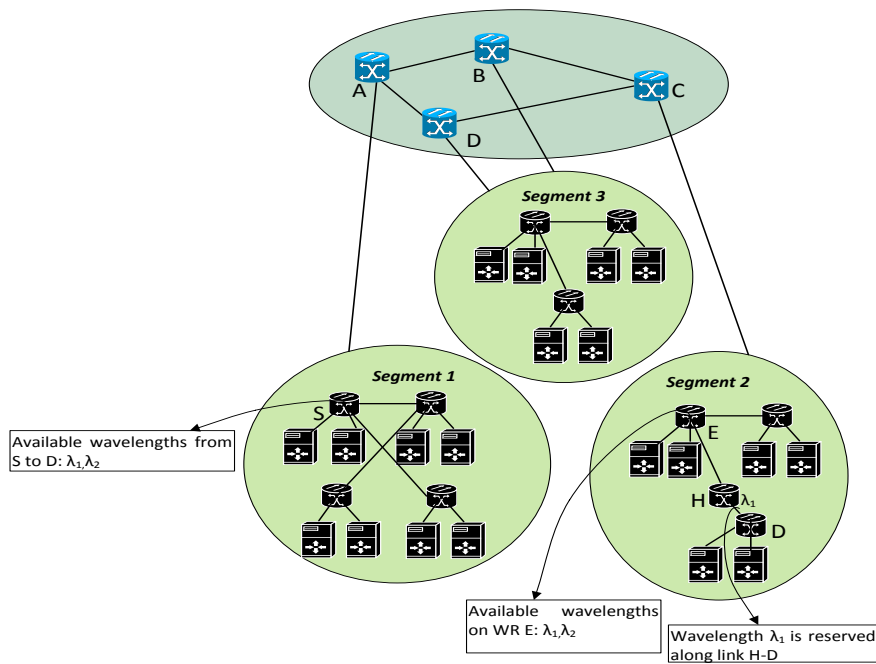 A
B
C
D
Segment 3
Segment 1
S
Segment 2
E
Available wavelengths from
S to D: λ1,λ2
H
λ1
D
Available wavelengths
on WR E: λ1,λ2
Wavelength λ1 is reserved
along link H-D